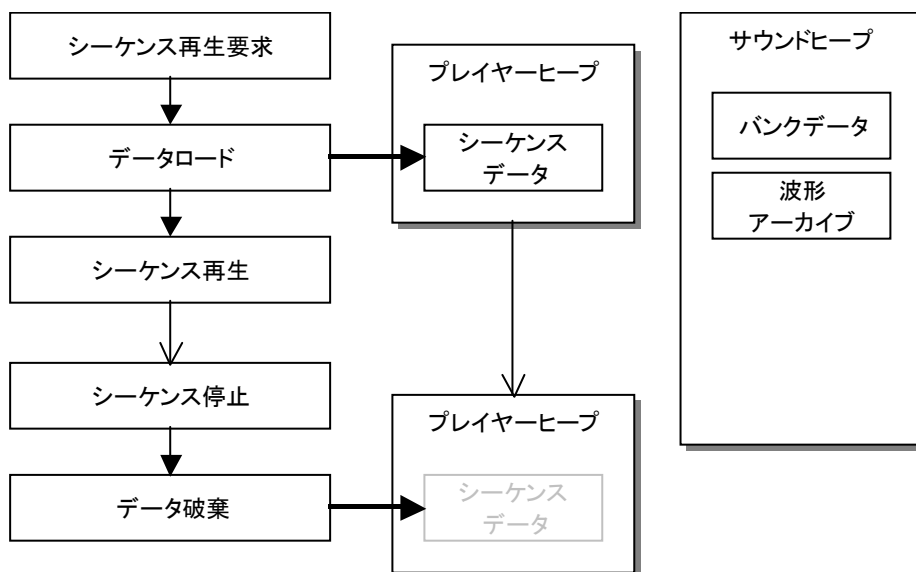 シーケンス再生要求
データロード
シーケンス再生
シーケンス停止
データ破棄
プレイヤーヒープ
シーケンス
データ
プレイヤーヒープ
シーケンス
データ
サウンドヒープ
バンクデータ
波形
アーカイブ